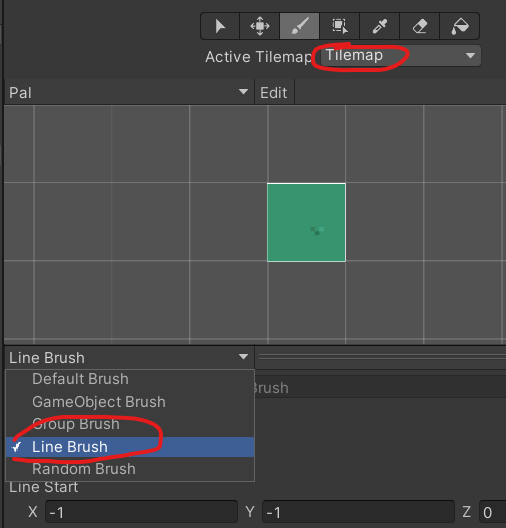 Active Tilemap Tilemap
Pal Edit
Line Brush
Default Brush
Brush
GameObject Brush
Group Brush
Line Brush
Random Brush
Line Start
X -1 Y -1 Z 0